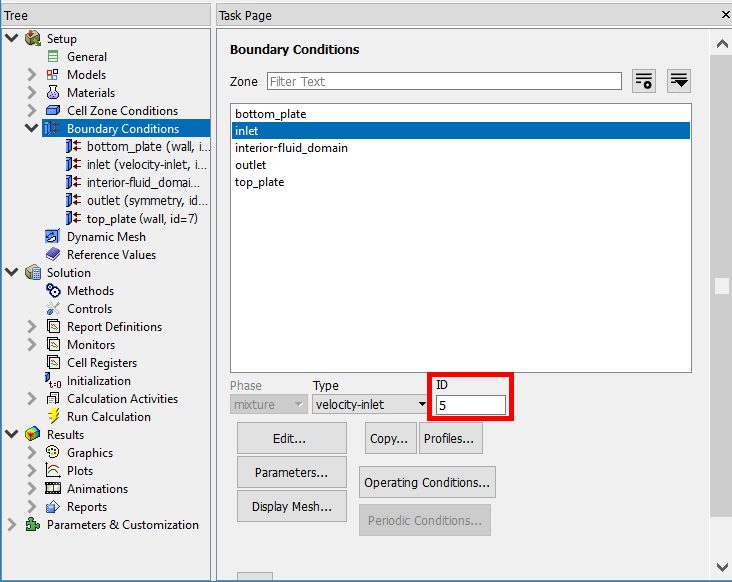 Tree
Task Page
Setup
General
Models
Materials
Cell Zone Conditions
Boundary Conditions
bottom_plate (wall, i...
inlet (velocity-inlet, i...
interior-fluid_domai...
outlet (symmetry, id...
top_plate (wall, id=7)
Dynamic Mesh
Reference Values
Solution
Methods
Controls
Report Definitions
Monitors
Cell Registers
t=0
Initialization
Calculation Activities
Run Calculation
Results
Graphics
Plots
Animations
Reports
Parameters & Customization
Boundary Conditions
Zone Filter Text
bottom_plate
inlet
interior-fluid_domain
outlet
top_plate
Phase Type ID
mixture velocity-inlet 5
Edit... Copy... Profiles...
Parameters... Operating Conditions...
Display Mesh... Periodic Conditions...